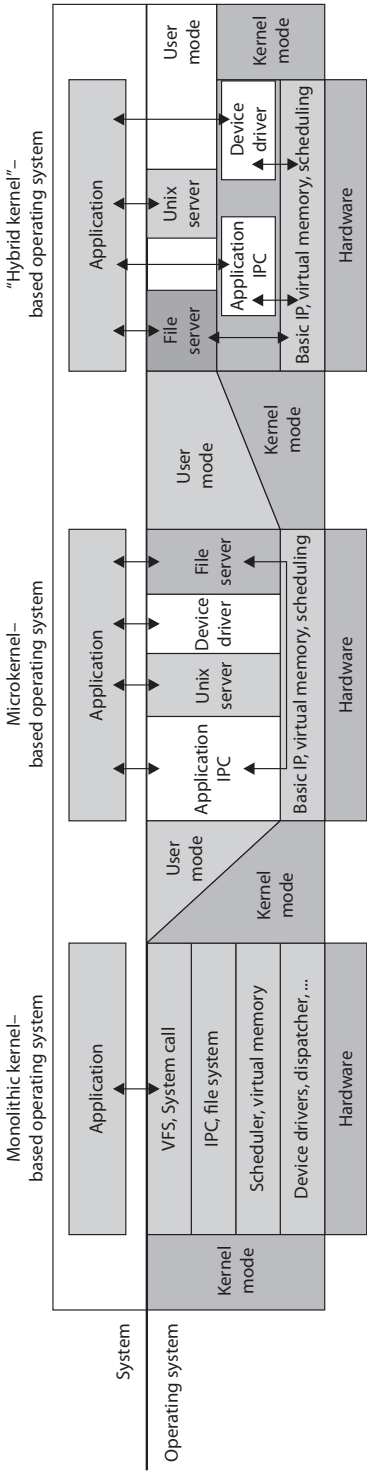 Monolithic kernel–
based operating system
Microkernel–
based operating system
"Hybrid kernel"–
based operating system
System
Operating system
Application
Kernel
mode
VFS, System call
IPC, file system
Scheduler, virtual memory
Device drivers, dispatcher, ...
Hardware
User
mode
Kernel
mode
Application
Application
IPC
Unix
server
Device
driver
File
server
Basic IP, virtual memory, scheduling
Hardware
User
mode
Kernel
mode
Application
File
server
Unix
server
Application
IPC
Device
driver
Basic IP, virtual memory, scheduling
Hardware
User
mode
Kernel
mode